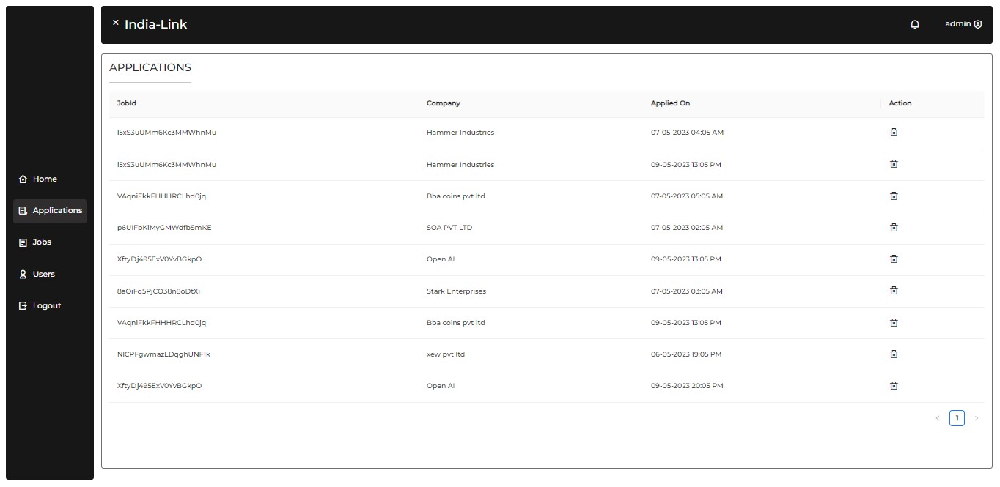 × India-Link
admin
Home
Applications
Jobs
Users
Logout
APPLICATIONS
JobId Company Applied On Action
I5xS3uUMm6Kc3MMWhnMu Hammer Industries 07-05-2023 04:05 AM
I5xS3uUMm6Kc3MMWhnMu Hammer Industries 09-05-2023 13:05 PM
VAqniFkkFHHHRCLhd0jq Bba coins pvt ltd 07-05-2023 05:05 AM
p6UIFbKlMyGMWdfbSmKE SOA PVT LTD 07-05-2023 02:05 AM
XftyDj495ExV0YvBGkpO Open AI 09-05-2023 13:05 PM
8aOiFq5PjCO38n8oDtXi Stark Enterprises 07-05-2023 03:05 AM
VAqniFkkFHHHRCLhd0jq Bba coins pvt ltd 09-05-2023 13:05 PM
NICPFgwmazLDqghUNF1k xew pvt ltd 06-05-2023 19:05 PM
XftyDj495ExV0YvBGkpO Open AI 09-05-2023 20:05 PM
< 1 >